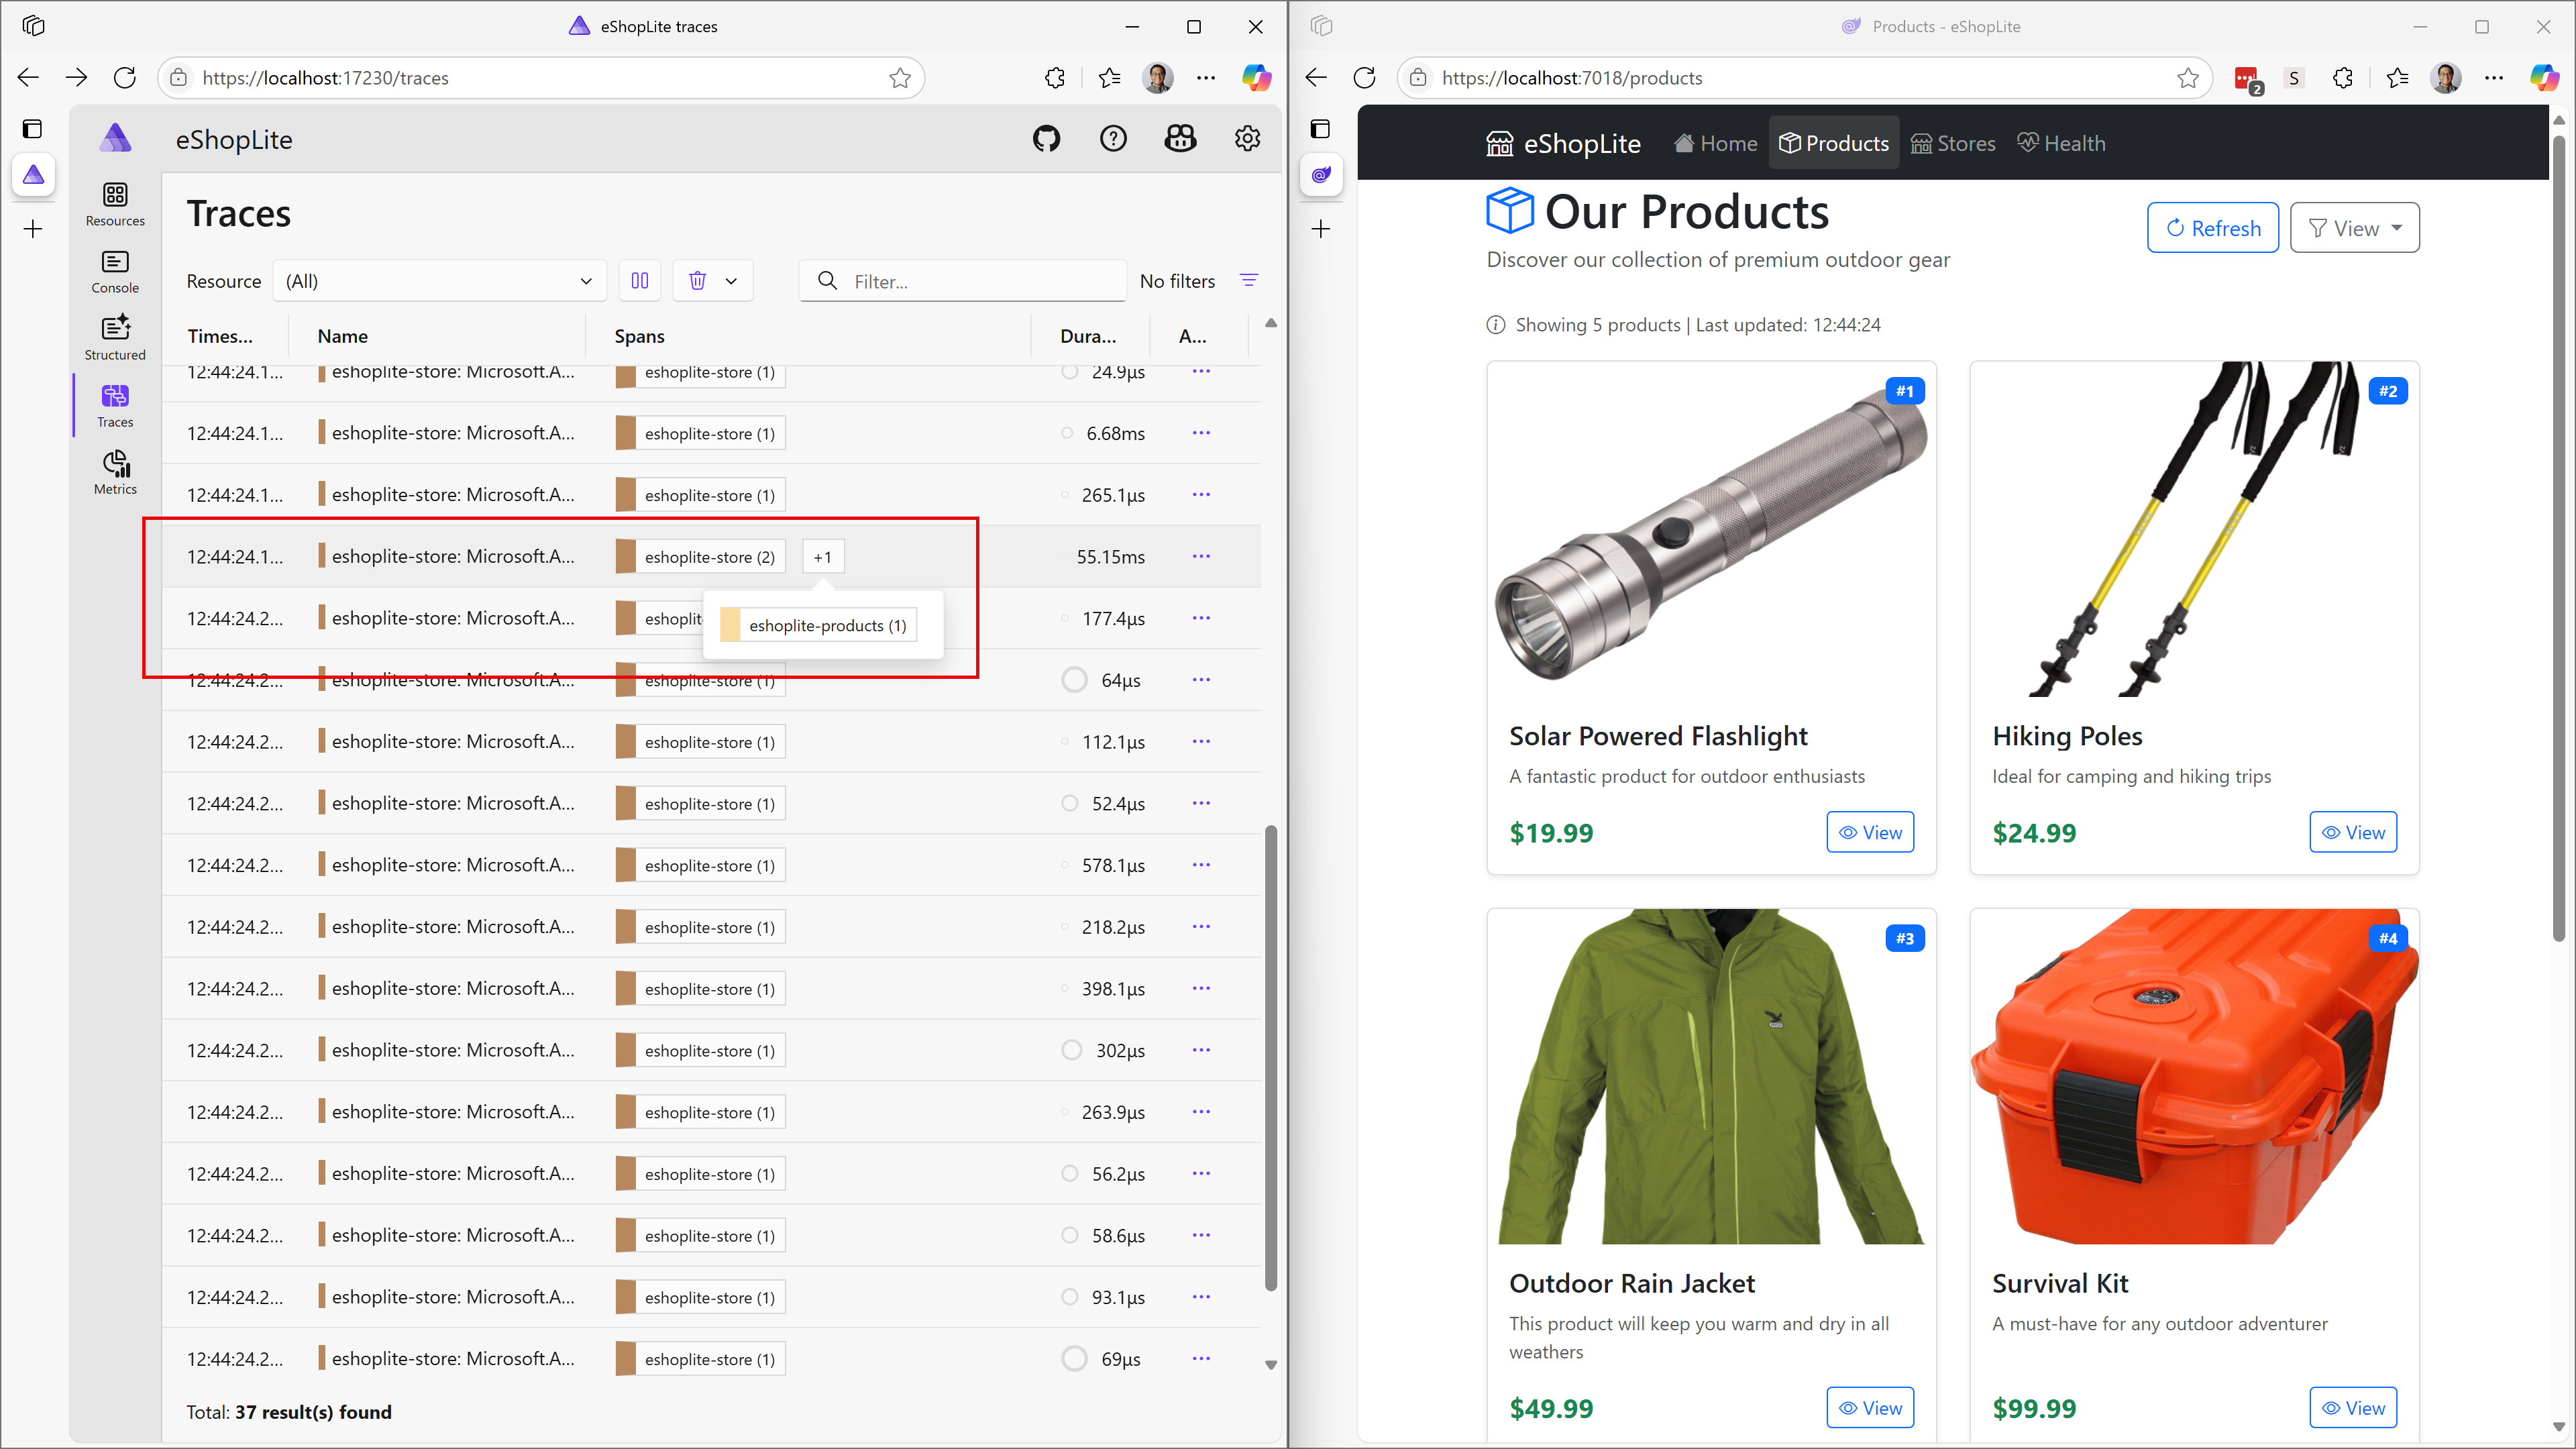 eShopLite traces
https://localhost:17230/traces
eShopLite
Resources
Console
Structured
Traces
Metrics
Traces
Resource
(All)
Filter...
No filters
Times...
Name
Spans
Dura...
A...
12:44:24.1... eshoplite-store: Microsoft.A... eshoplite-store (1) 24.9µs
12:44:24.1... eshoplite-store: Microsoft.A... eshoplite-store (1) 6.68ms
12:44:24.1... eshoplite-store: Microsoft.A... eshoplite-store (1) 265.1µs
12:44:24.1... eshoplite-store: Microsoft.A... eshoplite-store (2) +1 55.15ms
12:44:24.2... eshoplite-store: Microsoft.A... eshoplit 177.4µs
eshoplite-products (1)
12:44:24.2... eshoplite-store: Microsoft.A... eshoplite-store (1) 64µs
12:44:24.2... eshoplite-store: Microsoft.A... eshoplite-store (1) 112.1µs
12:44:24.2... eshoplite-store: Microsoft.A... eshoplite-store (1) 52.4µs
12:44:24.2... eshoplite-store: Microsoft.A... eshoplite-store (1) 578.1µs
12:44:24.2... eshoplite-store: Microsoft.A... eshoplite-store (1) 218.2µs
12:44:24.2... eshoplite-store: Microsoft.A... eshoplite-store (1) 398.1µs
12:44:24.2... eshoplite-store: Microsoft.A... eshoplite-store (1) 302µs
12:44:24.2... eshoplite-store: Microsoft.A... eshoplite-store (1) 263.9µs
12:44:24.2... eshoplite-store: Microsoft.A... eshoplite-store (1) 56.2µs
12:44:24.2... eshoplite-store: Microsoft.A... eshoplite-store (1) 58.6µs
12:44:24.2... eshoplite-store: Microsoft.A... eshoplite-store (1) 93.1µs
12:44:24.2... eshoplite-store: Microsoft.A... eshoplite-store (1) 69µs
Total: 37 result(s) found
Products - eShopLite
https://localhost:7018/products
2
S
eShopLite
Home
Products
Stores
Health
Our Products
Discover our collection of premium outdoor gear
Refresh
View
Showing 5 products | Last updated: 12:44:24
#1
Solar Powered Flashlight
A fantastic product for outdoor enthusiasts
$19.99
View
#2
Hiking Poles
Ideal for camping and hiking trips
$24.99
View
#3
Outdoor Rain Jacket
This product will keep you warm and dry in all
weathers
$49.99
View
#4
Survival Kit
A must-have for any outdoor adventurer
$99.99
View